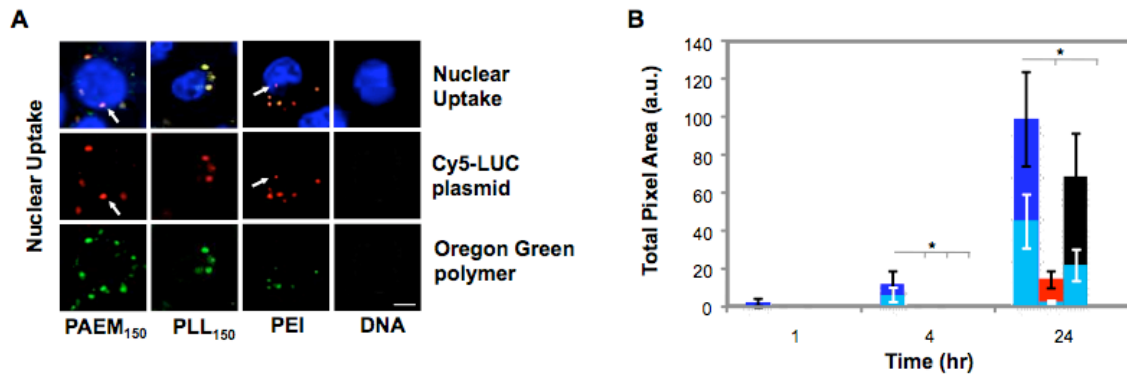 A
Nuclear Uptake
Nuclear
Uptake
Cy5-LUC
plasmid
Oregon Green
polymer
PAEM150 PLL150 PEI DNA
B
Total Pixel Area (a.u.)
140
120
100
80
60
40
20
0
*
*
1 4 24
Time (hr)